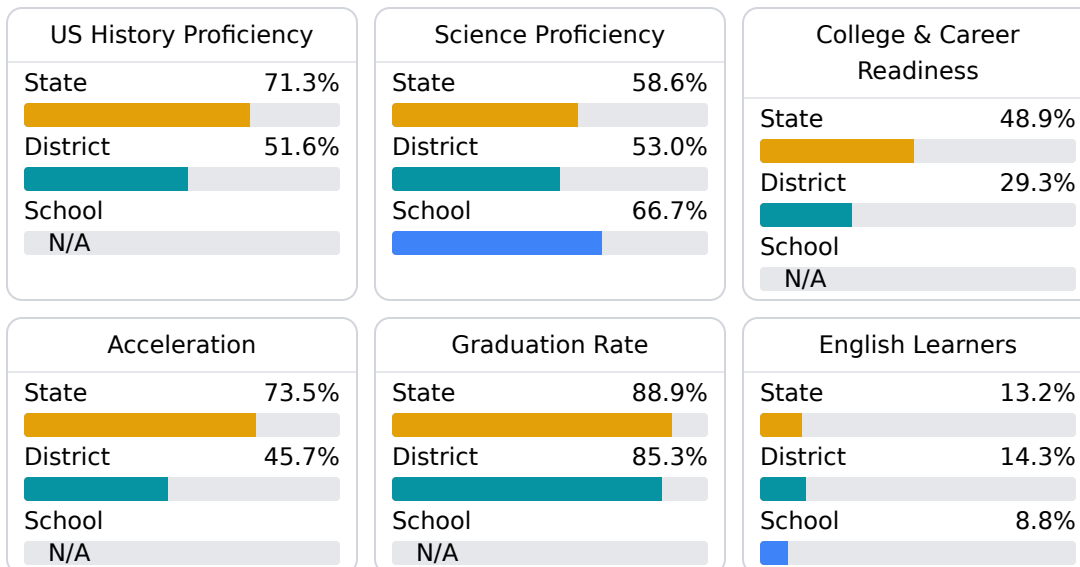 US History Proficiency
State 71.3%
District 51.6%
School
N/A
Science Proficiency
State 58.6%
District 53.0%
School 66.7%
College & Career
Readiness
State 48.9%
District 29.3%
School
N/A
Acceleration
State 73.5%
District 45.7%
School
N/A
Graduation Rate
State 88.9%
District 85.3%
School
N/A
English Learners
State 13.2%
District 14.3%
School 8.8%